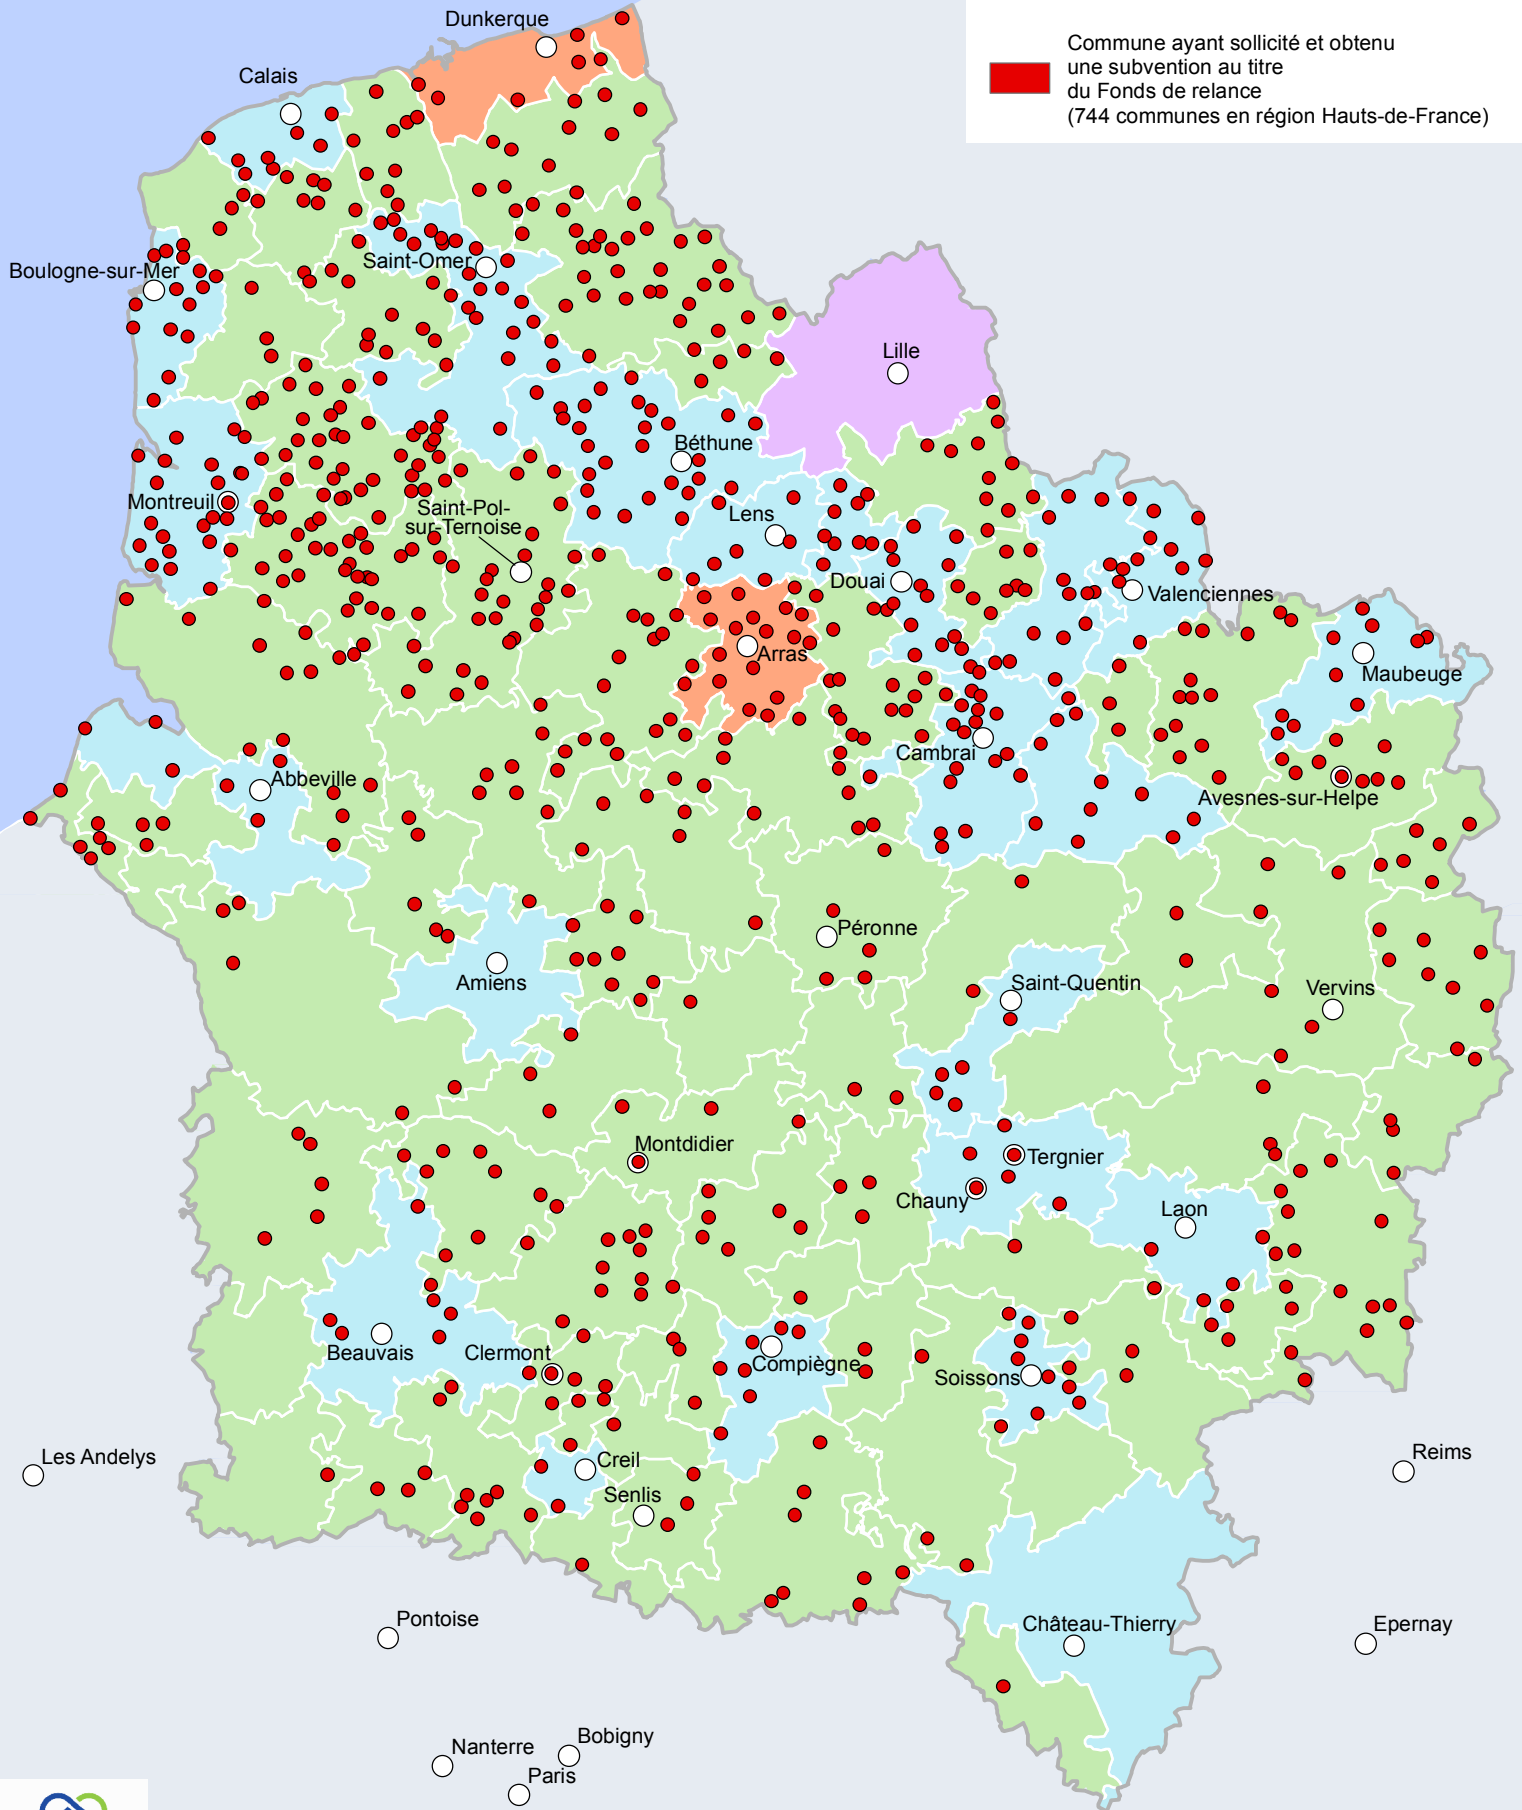 Dunkerque
Commune ayant sollicité et obtenu
une subvention au titre
du Fonds de relance
(744 communes en région Hauts-de-France)
Calais
Saint-Omer
Boulogne-sur-Mer
Lille
Béthune
Montreuil
Saint-Pol-
sur-Ternoise
Lens
Douai
Valenciennes
Arras
Maubeuge
Cambrai
Abbeville
Avesnes-sur-Helpe
Péronne
Amiens
Saint-Quentin
Vervins
Montdidier
Tergnier
Chauny
Laon
Beauvais
Clermont
Compiègne
Soissons
Les Andelys
Creil
Reims
Senlis
Pontoise
Château-Thierry
Epernay
Nanterre
Bobigny
Paris